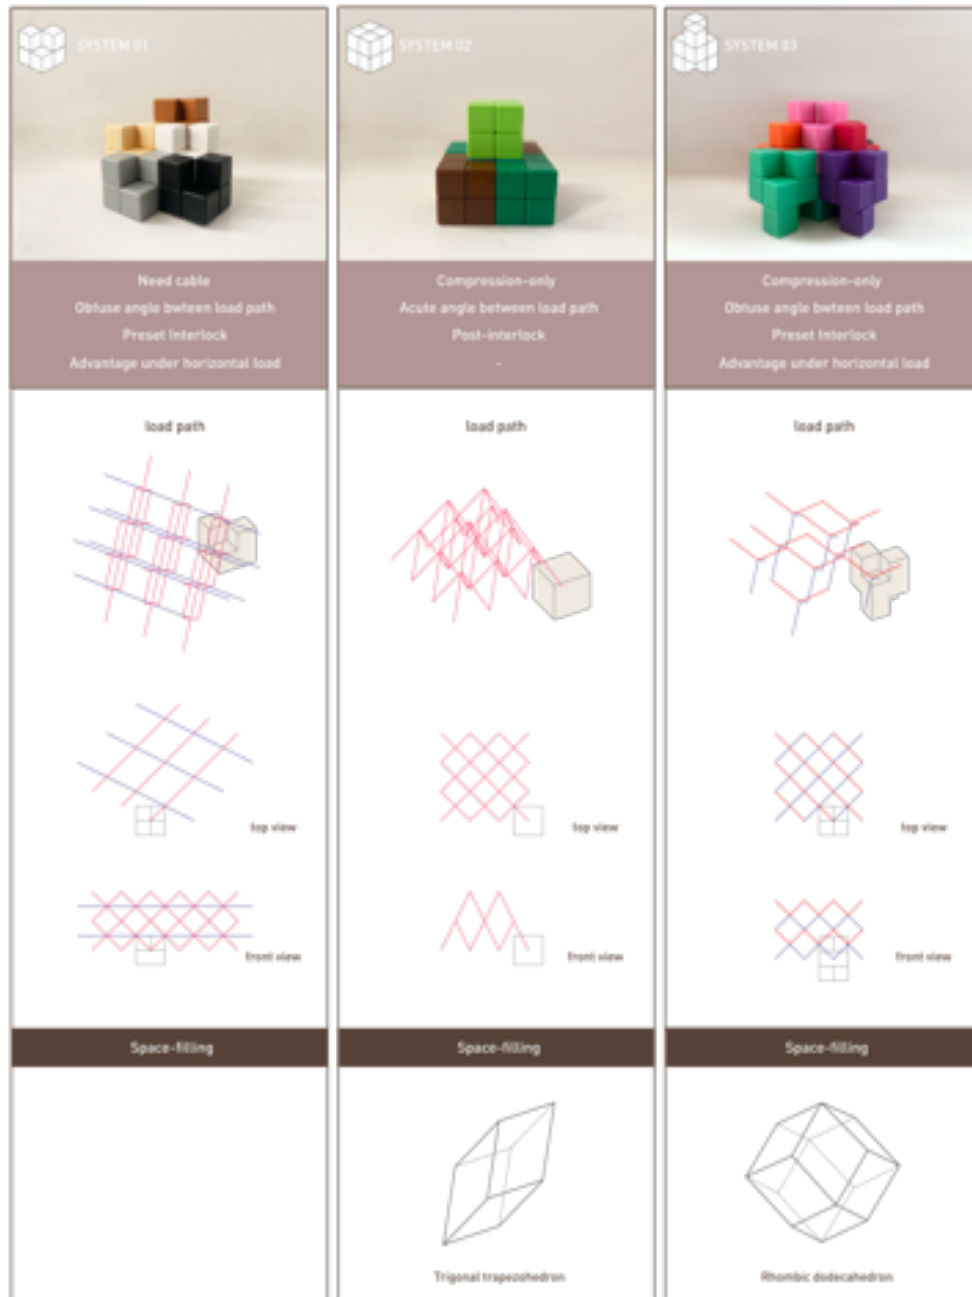 SYSTEM 01
Need cable
Obtuse angle bwteen load path
Preset Interlock
Advantage under horizontal load
load path
top view
front view
Space-filling
SYSTEM 02
Compression-only
Acute angle between load path
Post-interlock
-
load path
top view
front view
Space-filling
Trigonal trapezohedron
SYSTEM 03
Compression-only
Obtuse angle bwteen load path
Preset Interlock
Advantage under horizontal load
load path
top view
front view
Space-filling
Rhombic dodecahedron